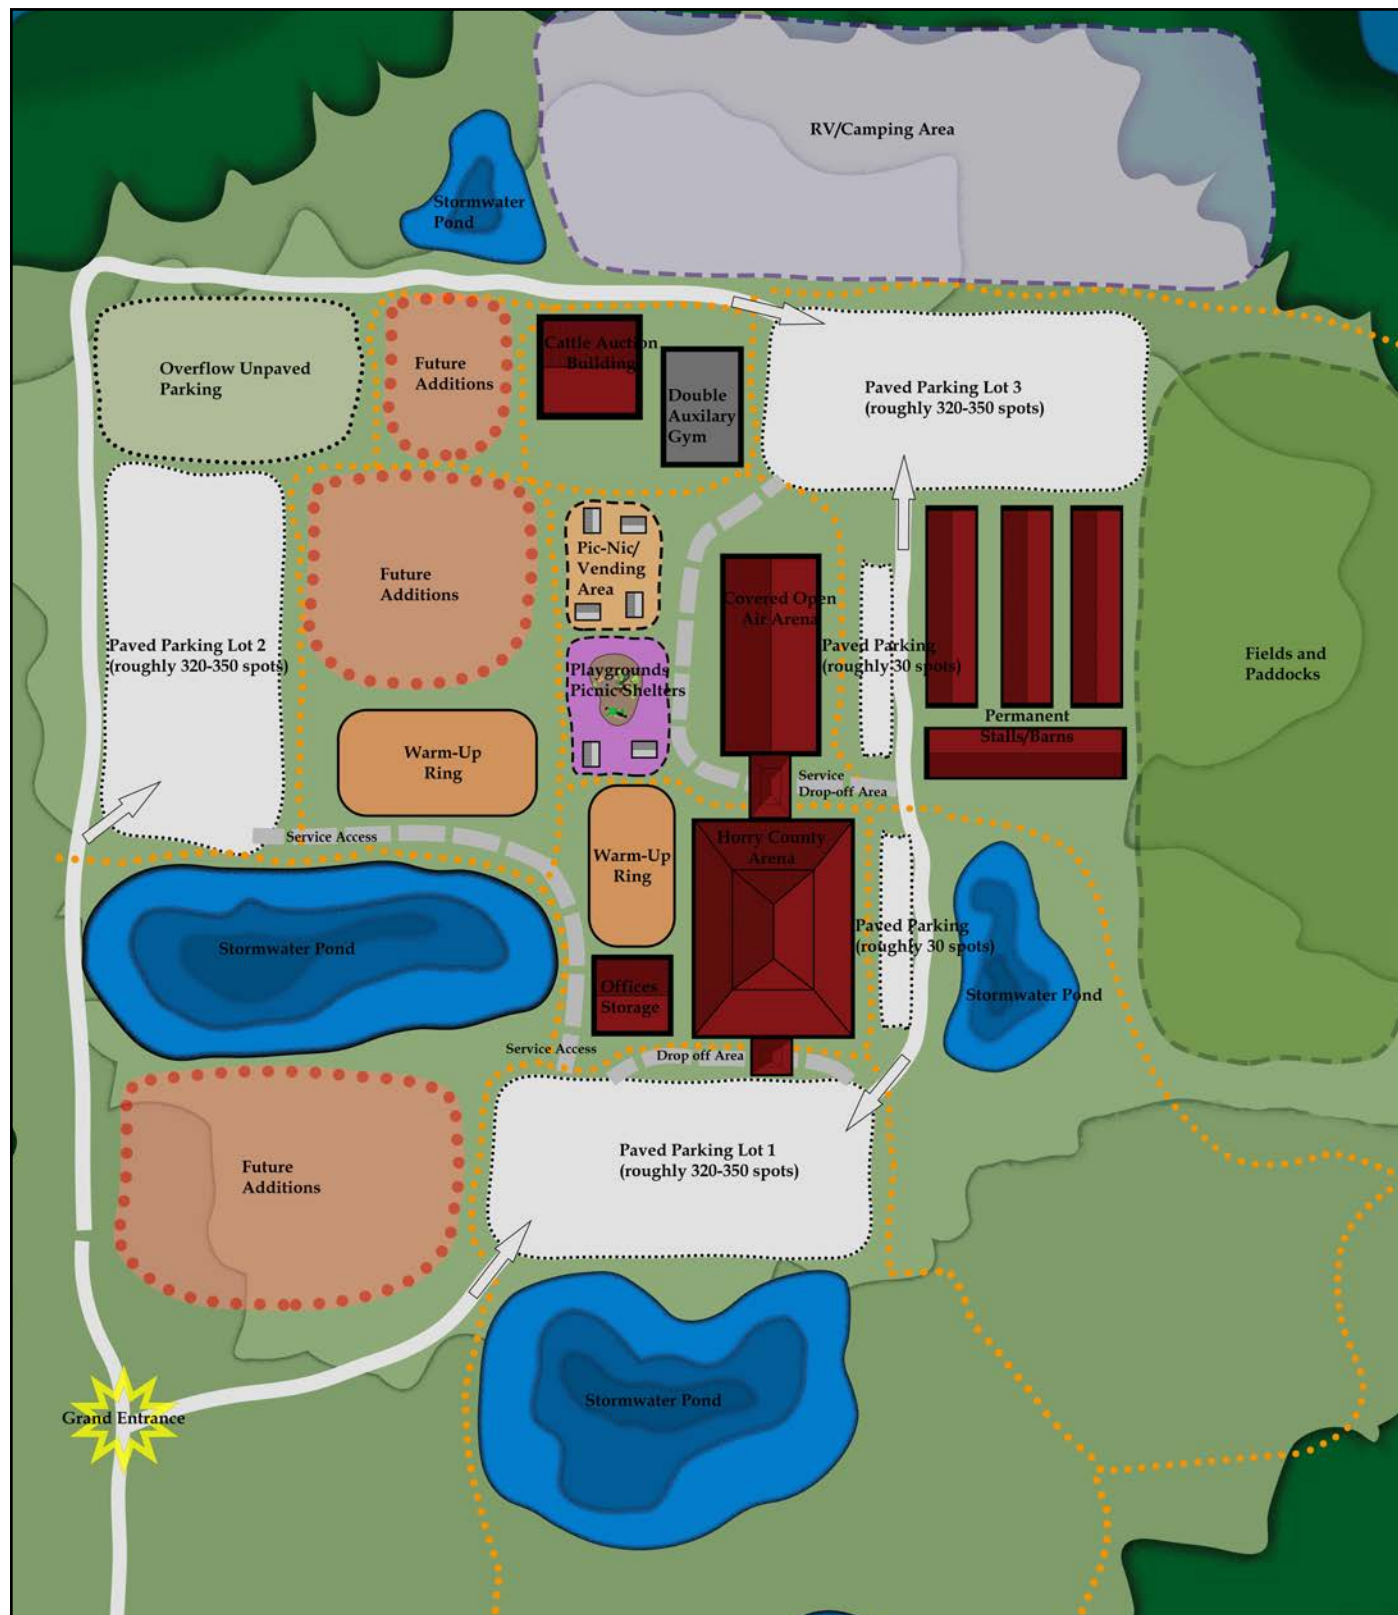 RV/Camping Area
Stormwater
Pond
Cattle Auction
Building
Overflow Unpaved
Parking
Future
Additions
Double
Auxilary
Gym
Paved Parking Lot 3
(roughly 320-350 spots)
Pic-Nic/
Vending
Area
Future
Additions
Covered Open
Air Arena
Paved Parking Lot 2
(roughly 320-350 spots)
Playgrounds
Picnic Shelters
Paved Parking
(roughly 30 spots)
Fields and
Paddocks
Permanent
Stalls/Barns
Warm-Up
Ring
Service
Drop-off Area
Service Access
Horry County
Arena
Warm-Up
Ring
Paved Parking
(roughly 30 spots)
Stormwater Pond
Offices
Storage
Stormwater Pond
Service Access
Drop off Area
Paved Parking Lot 1
(roughly 320-350 spots)
Future
Additions
Stormwater Pond
Grand Entrance